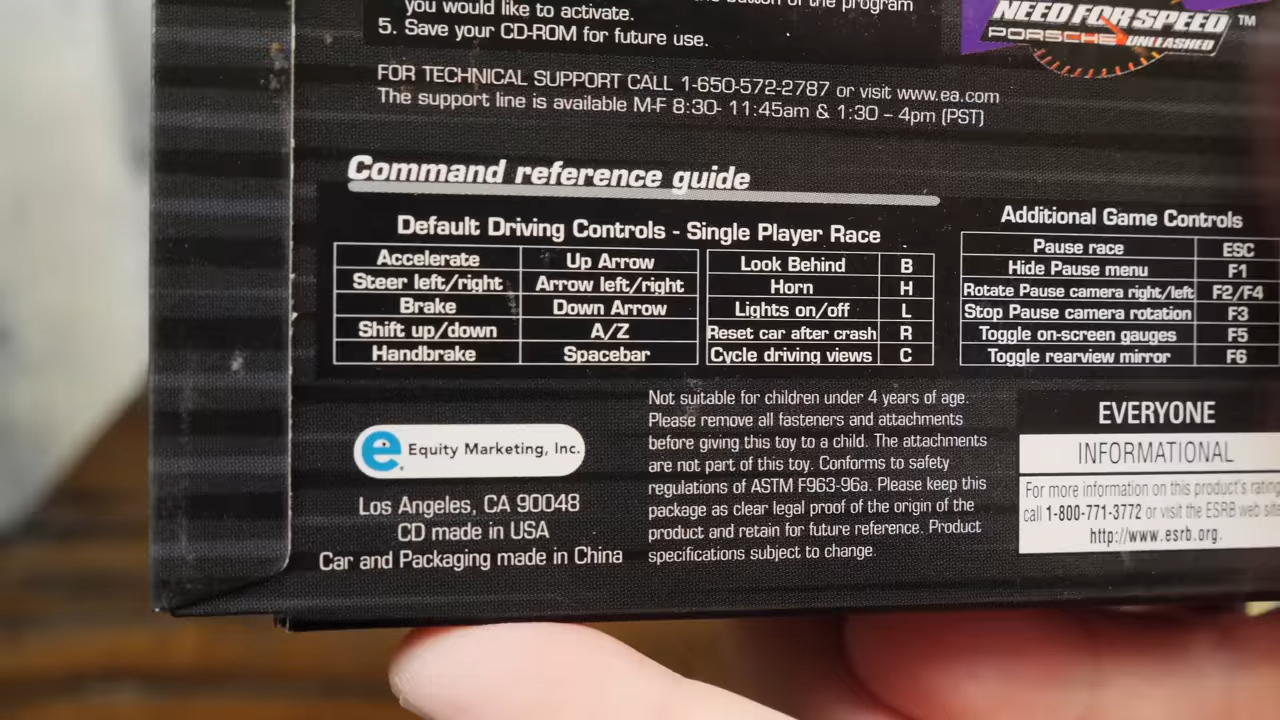 you would like to activate.
button of the program
5. Save your CD-ROM for future use.
NEED FOR SPEED ™
PORSCHE UNLEASHED
FOR TECHNICAL SUPPORT CALL 1-650-572-2787 or visit www.ea.com
The support line is available M-F 8:30- 11:45am & 1:30 – 4pm (PST)
Command reference guide
Default Driving Controls - Single Player Race
Accelerate Up Arrow
Steer left/right Arrow left/right
Brake Down Arrow
Shift up/down A/Z
Handbrake Spacebar
Look Behind B
Horn H
Lights on/off L
Reset car after crash R
Cycle driving views C
Additional Game Controls
Pause race ESC
Hide Pause menu F1
Rotate Pause camera right/left F2/F4
Stop Pause camera rotation F3
Toggle on-screen gauges F5
Toggle rearview mirror F6
e Equity Marketing, Inc.
Los Angeles, CA 90048
CD made in USA
Car and Packaging made in China
Not suitable for children under 4 years of age.
Please remove all fasteners and attachments
before giving this toy to a child. The attachments
are not part of this toy. Conforms to safety
regulations of ASTM F963-96a. Please keep this
package as clear legal proof of the origin of the
product and retain for future reference. Product
specifications subject to change.
EVERYONE
INFORMATIONAL
For more information on this product's rating
call 1-800-771-3772 or visit the ESRB web site
http://www.esrb.org.